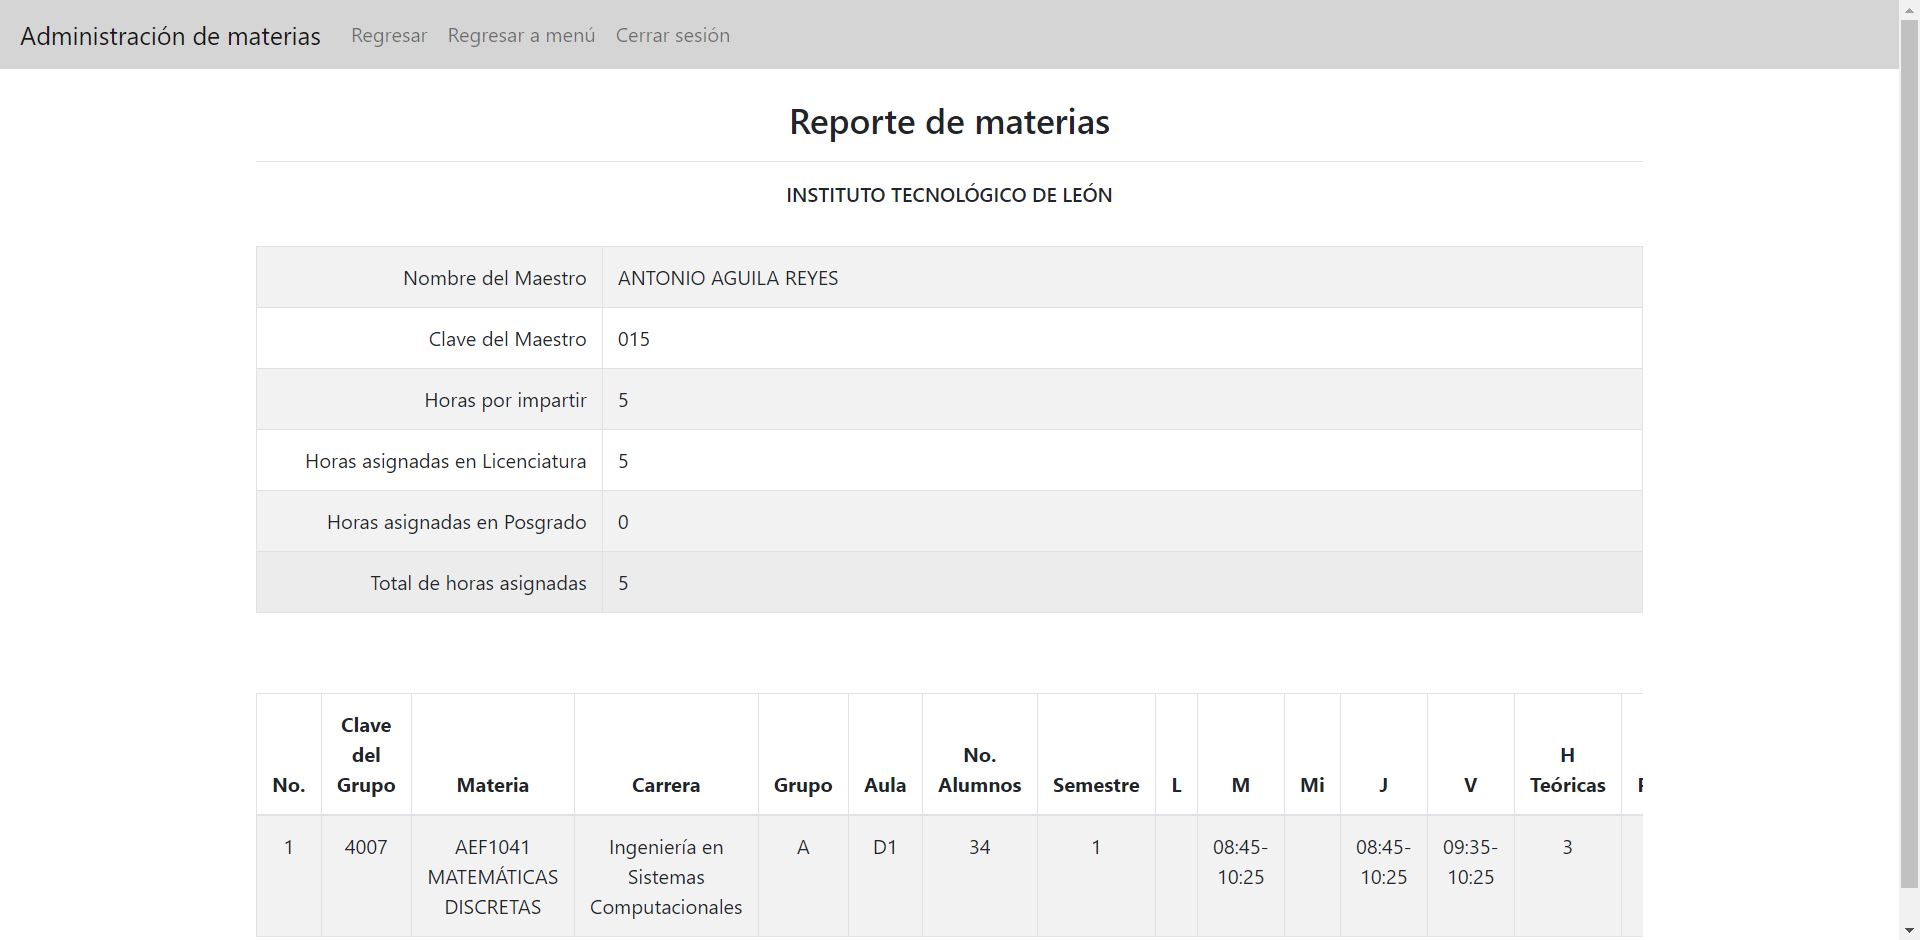 Administración de materias Regresar Regresar a menú Cerrar sesión
Reporte de materias
INSTITUTO TECNOLÓGICO DE LEÓN
Nombre del Maestro ANTONIO AGUILA REYES
Clave del Maestro 015
Horas por impartir 5
Horas asignadas en Licenciatura 5
Horas asignadas en Posgrado 0
Total de horas asignadas 5
Clave
del No. H
No. Grupo Materia Carrera Grupo Aula Alumnos Semestre L M Mi J V Teóricas
1 4007 AEF1041 Ingeniería en A D1 34 1 08:45- 08:45- 09:35- 3
MATEMÁTICAS Sistemas 10:25 10:25 10:25
DISCRETAS Computacionales